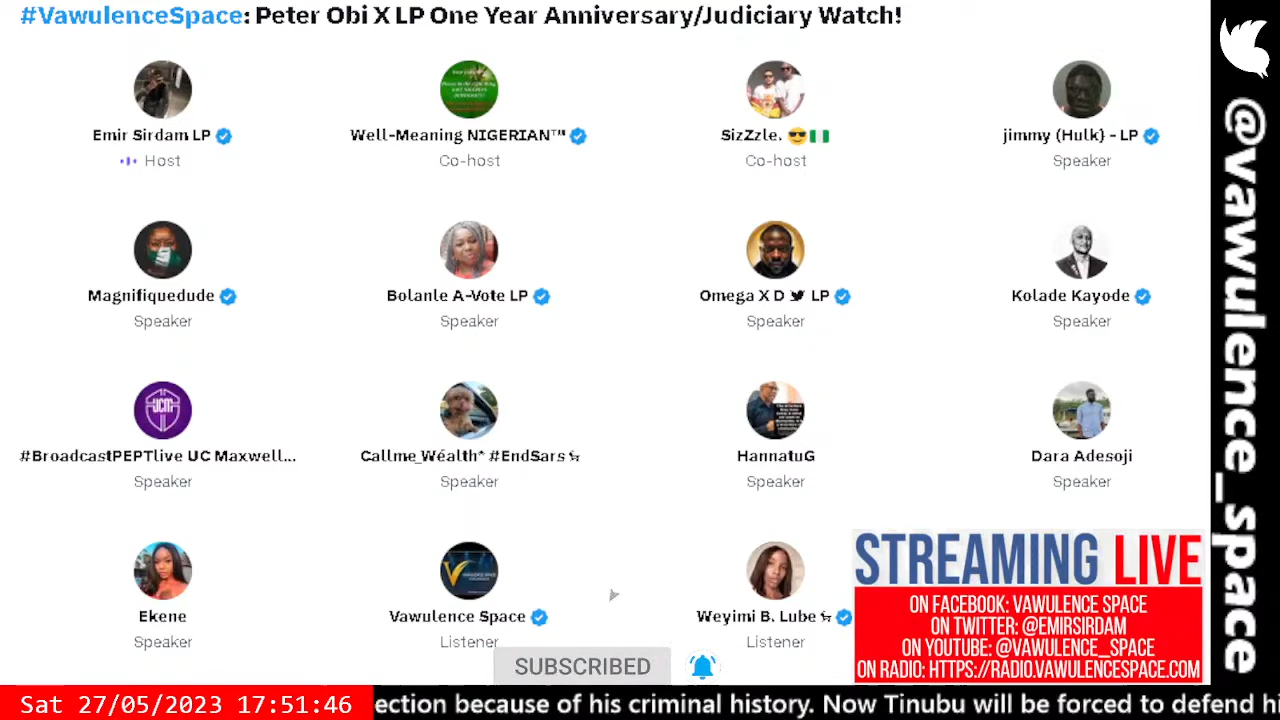 #VawulenceSpace: Peter Obi X LP One Year Anniversary/Judiciary Watch!
Emir Sirdam LP
Host
Well-Meaning NIGERIAN™
Co-host
SizZzle. 😎🇳🇬
Co-host
jimmy (Hulk) - LP
Speaker
Magnifiquedude
Speaker
Bolanle A-Vote LP
Speaker
Omega X D LP
Speaker
Kolade Kayode
Speaker
#BroadcastPEPTlive UC Maxwell...
Speaker
Callme_Wéalth* #EndSars
Speaker
HannatuG
Speaker
Dara Adesoji
Speaker
Ekene
Speaker
Vawulence Space
Listener
Weyimi B. Lube
Listener
STREAMING LIVE
ON FACEBOOK: VAWULENCE SPACE
ON TWITTER: @EMIRSIRDAM
ON YOUTUBE: @VAWULENCE_SPACE
ON RADIO: HTTPS://RADIO.VAWULENCESPACE.COM
SUBSCRIBED
@vawulence_space
Sat 27/05/2023 17:51:46
ection because of his criminal history. Now Tinubu will be forced to defend hi